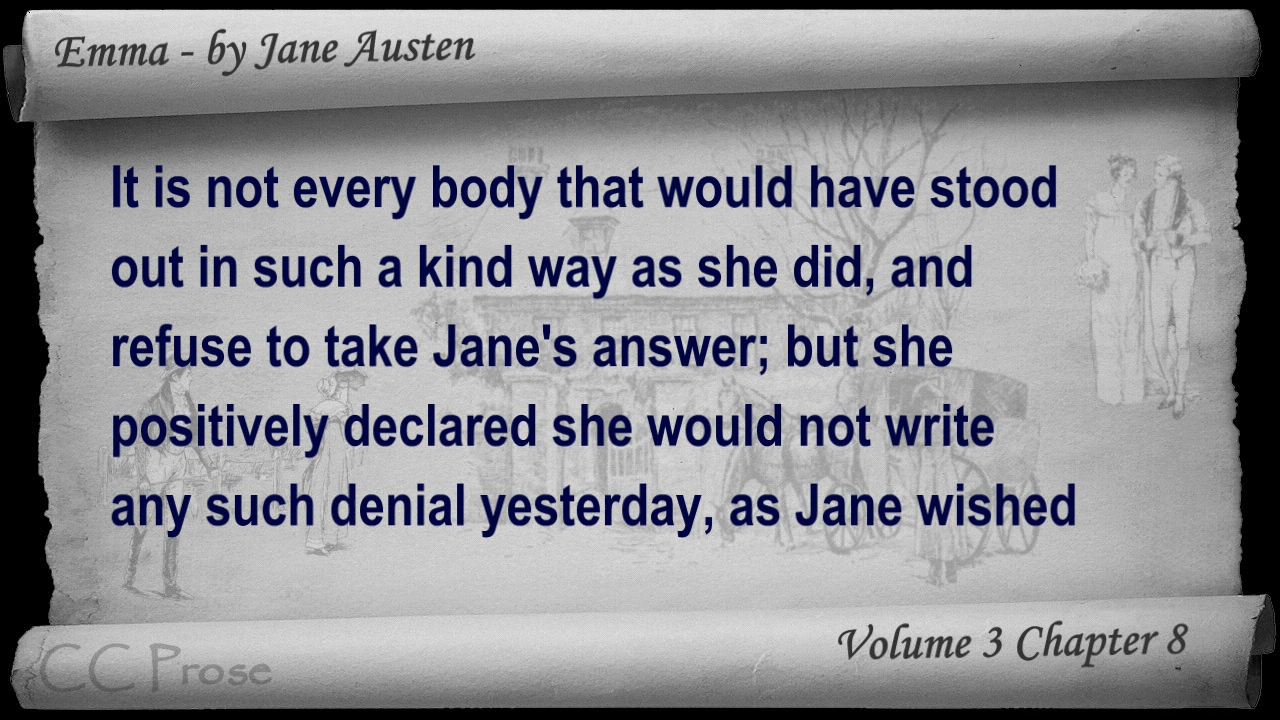 Emma - by Jane Austen
It is not every body that would have stood
out in such a kind way as she did, and
refuse to take Jane's answer; but she
positively declared she would not write
any such denial yesterday, as Jane wished
Volume 3 Chapter 8
CC Prose